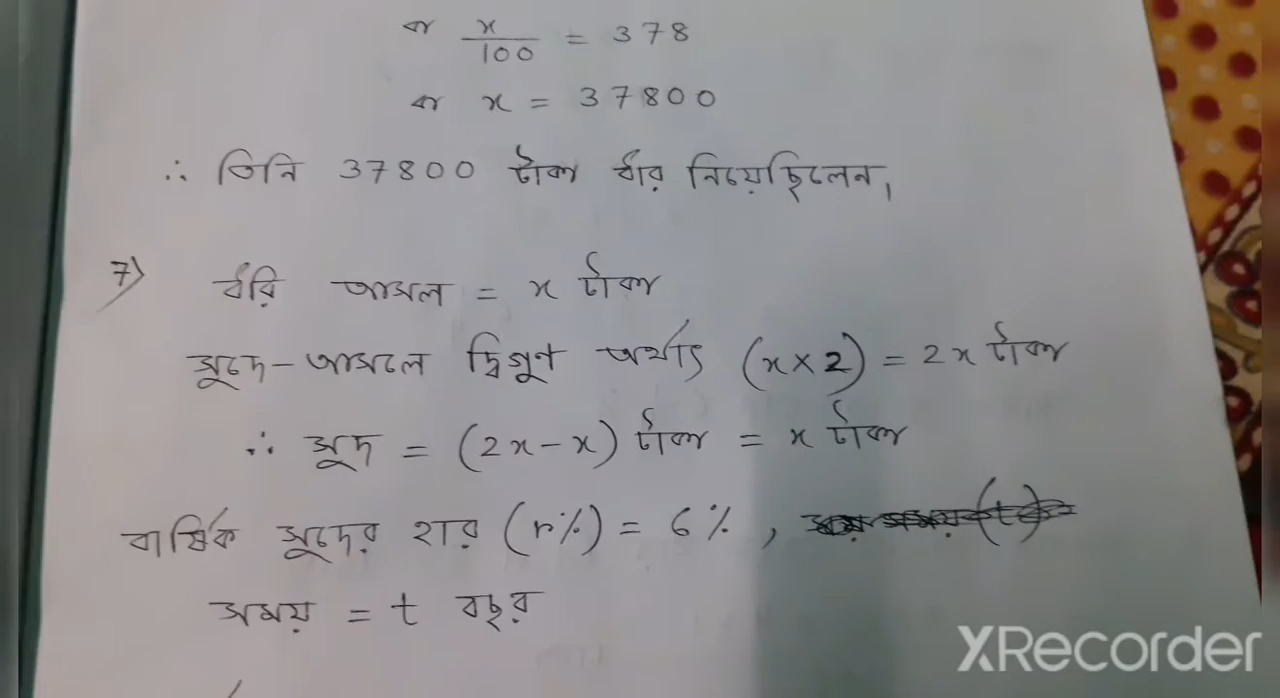 বা x/100 = 378
বা x = 37800
∴ তিনি 37800 টাকা ধার নিয়েছিলেন।
7) ধরি আসল = x টাকা
সুদে-আসলে দ্বিগুণ অর্থাৎ (x × 2) = 2x টাকা
∴ সুদ = (2x - x) টাকা = x টাকা
বার্ষিক সুদের হার (r%) = 6%,
সময় = t বছর
XRecorder